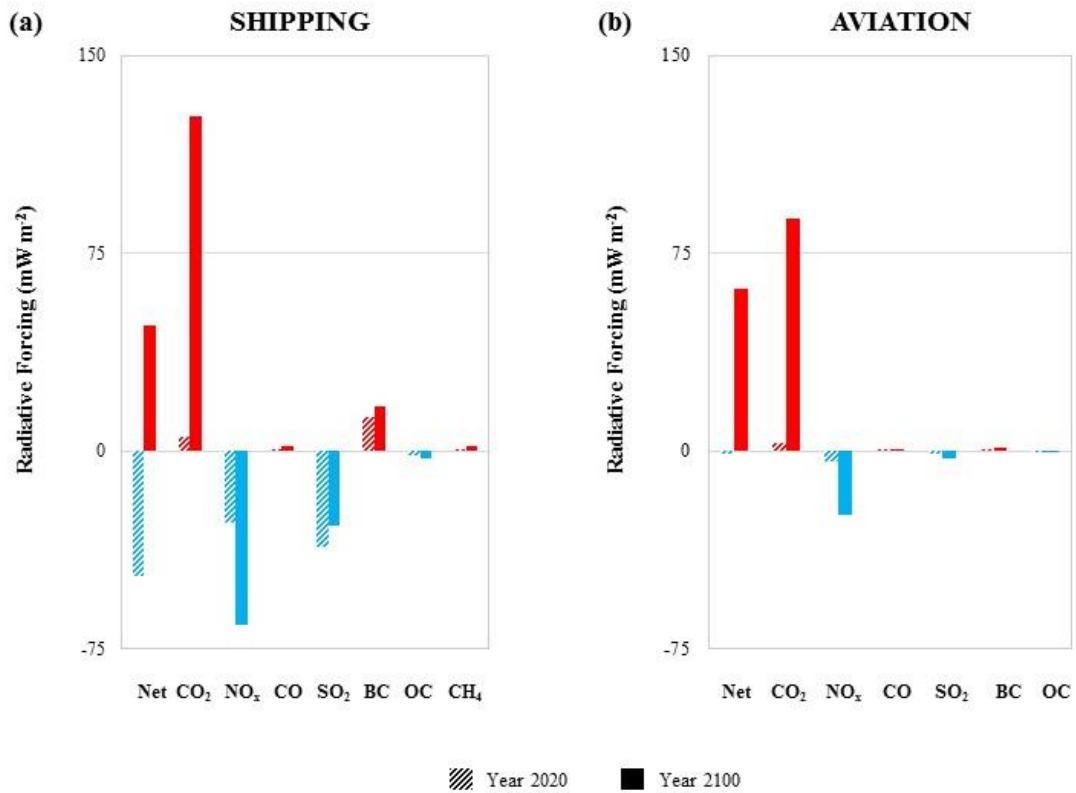 (a) SHIPPING
150
75
0
-75
Radiative Forcing (mW m⁻²)
Net CO₂ NOₓ CO SO₂ BC OC CH₄
(b) AVIATION
150
75
0
-75
Radiative Forcing (mW m⁻²)
Net CO₂ NOₓ CO SO₂ BC OC
Year 2020 Year 2100